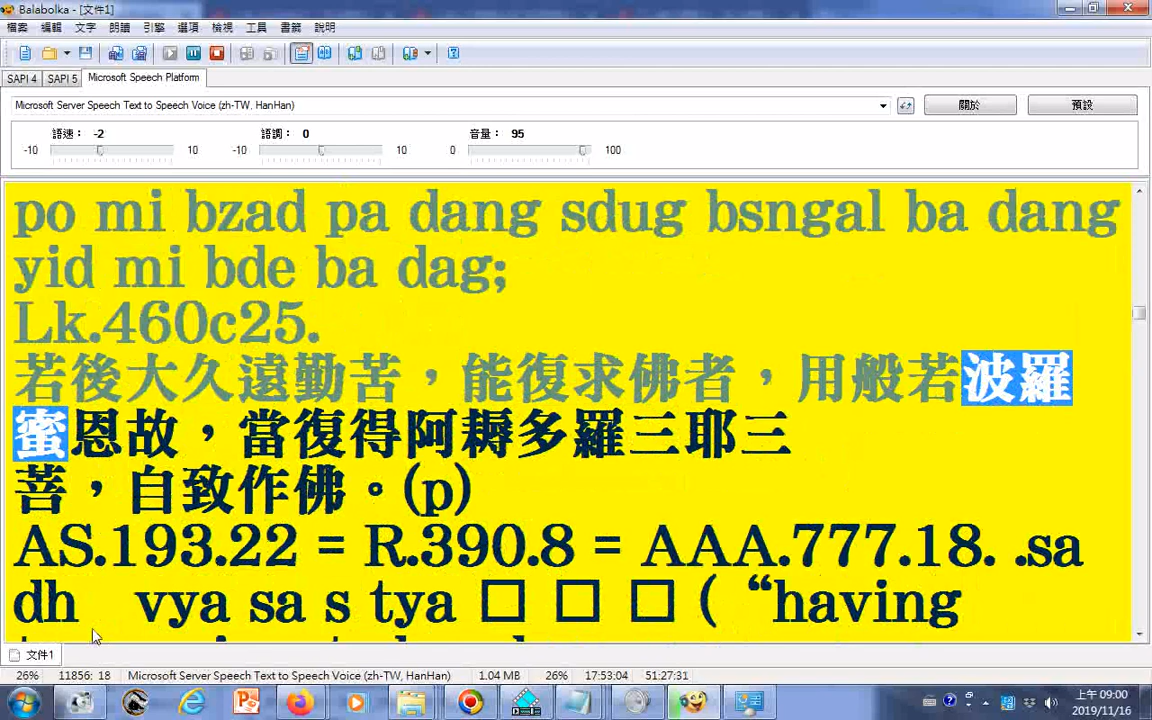 Balabolka - [文件1]
檔案 編輯 文字 朗讀 引擎 選項 檢視 工具 書籤 說明
SAPI 4 SAPI 5 Microsoft Speech Platform
Microsoft Server Speech Text to Speech Voice (zh-TW, HanHan) 關於 預設
語速: -2 語調: 0 音量: 95
-10 10 -10 10 0 100
po mi bzad pa dang sdug bsngal ba dang
yid mi bde ba dag;
Lk.460c25.
若後大久遠勤苦，能復求佛者，用般若波羅
蜜恩故，當復得阿耨多羅三耶三
菩，自致作佛。(p)
AS.193.22 = R.390.8 = AAA.777.18. .sa
dh vya sa s tya □ □ □ ( “having
文件1
26% 11856: 18 Microsoft Server Speech Text to Speech Voice (zh-TW, HanHan) 1.04 MB 26% 17:53:04 51:27:31
上午 09:00
2019/11/16